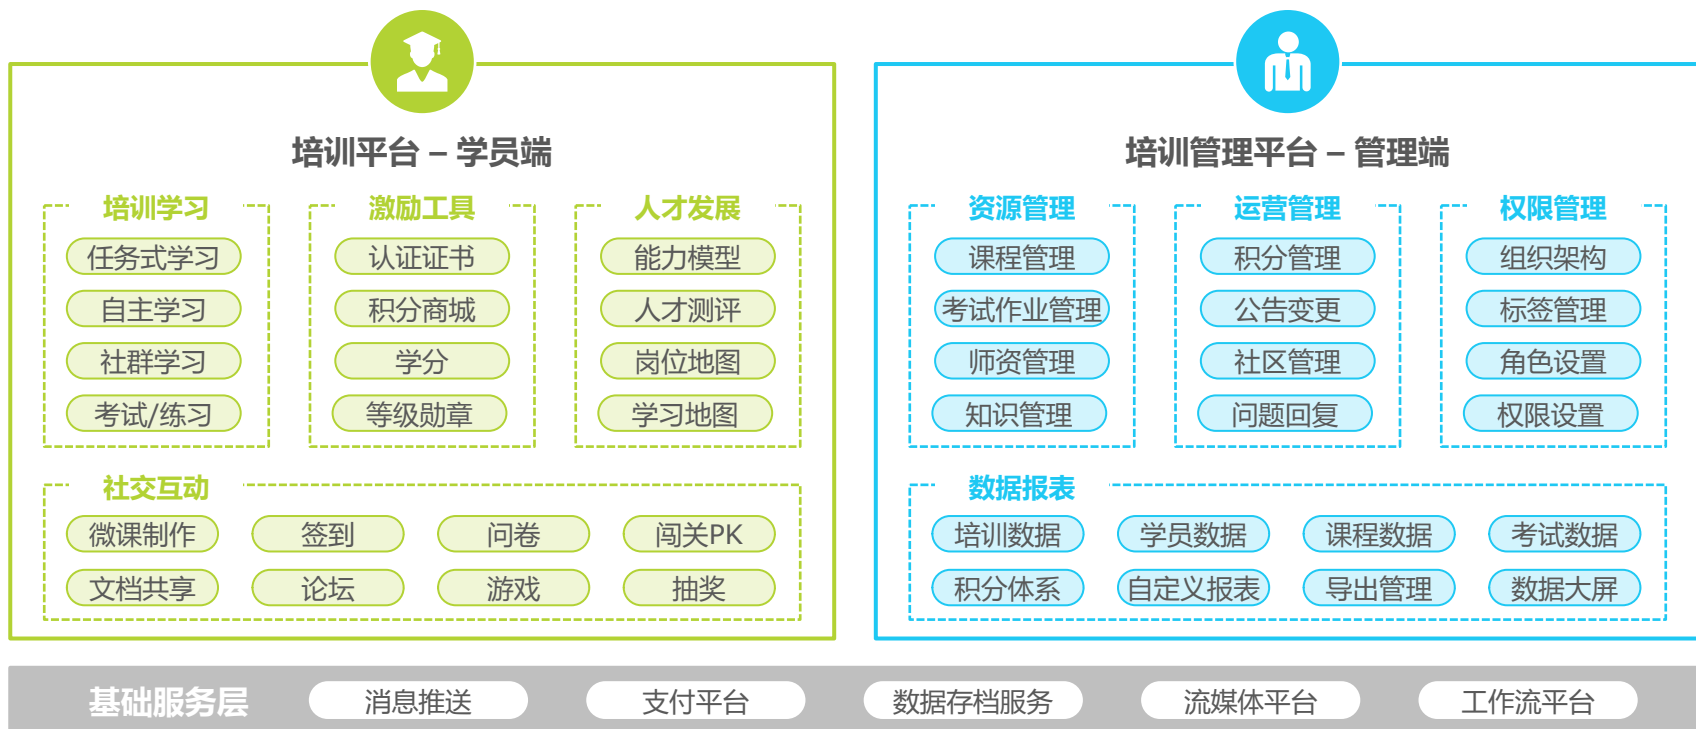 培训平台 – 学员端
培训学习
任务式学习
自主学习
社群学习
考试/练习
激励工具
认证证书
积分商城
学分
等级勋章
人才发展
能力模型
人才测评
岗位地图
学习地图
社交互动
微课制作 签到 问卷 闯关PK
文档共享 论坛 游戏 抽奖
培训管理平台 – 管理端
资源管理
课程管理
考试作业管理
师资管理
知识管理
运营管理
积分管理
公告变更
社区管理
问题回复
权限管理
组织架构
标签管理
角色设置
权限设置
数据报表
培训数据 学员数据 课程数据 考试数据
积分体系 自定义报表 导出管理 数据大屏
基础服务层 消息推送 支付平台 数据存档服务 流媒体平台 工作流平台